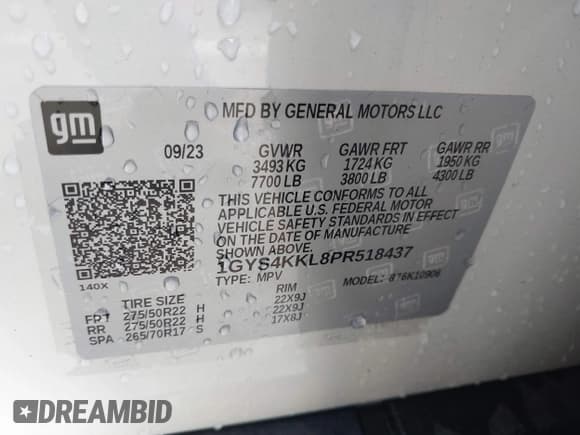 gm
MFD BY GENERAL MOTORS LLC
09/23 GVWR GAWR FRT GAWR RR
3493 KG 1724 KG 1950 KG
7700 LB 3800 LB 4300 LB
THIS VEHICLE CONFORMS TO ALL
APPLICABLE U.S. FEDERAL MOTOR
VEHICLE SAFETY STANDARDS IN EFFECT
ON THE DATE OF MANUFACTURE
SHOWN ABOVE.
1GYS4KKL8PR518437
140X
TYPE: MPV MODEL:
TIRE SIZE RIM
FRT 275/50R22 H 22X9J
RR 275/50R22 H 22X9J
SPA 265/70R17 S 17X8J
$DREAMBID